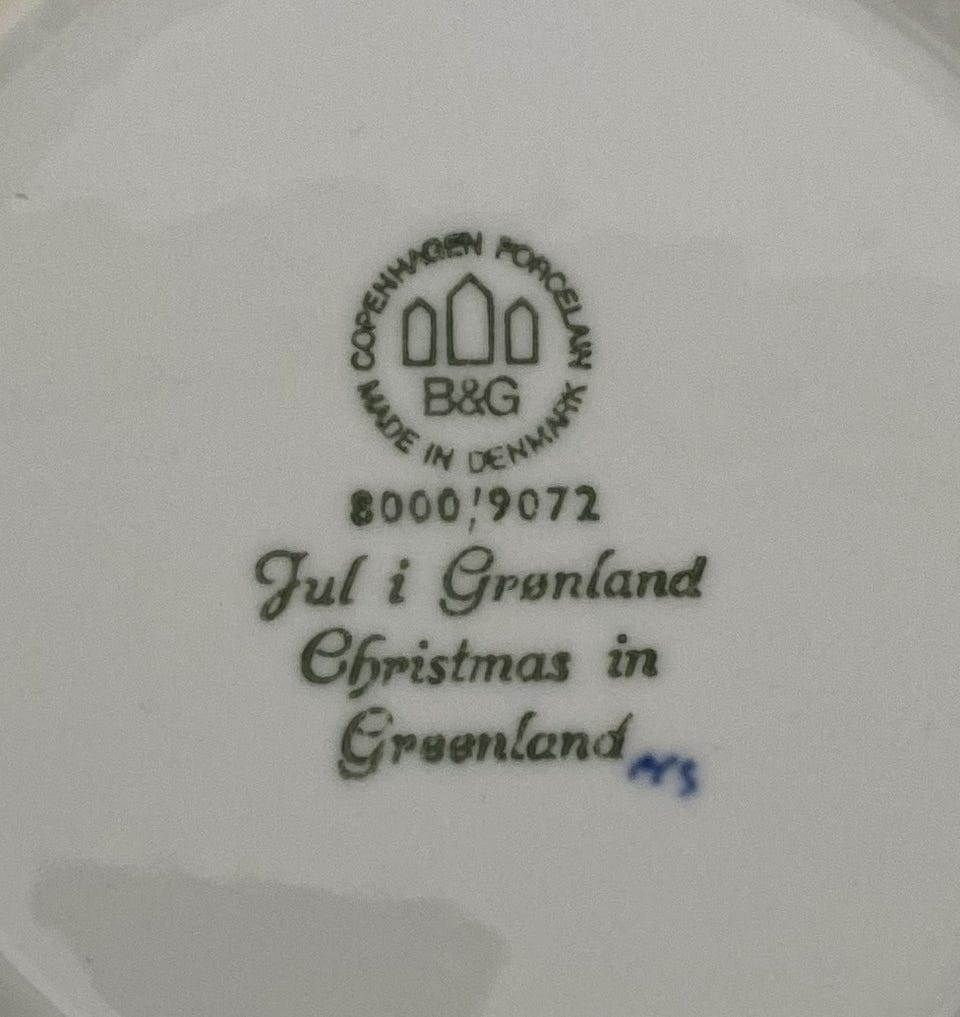 COPENHAGEN PORCELAIN
B&G
MADE IN DENMARK
8000/9072
Jul i Grønland
Christmas in
Greenland